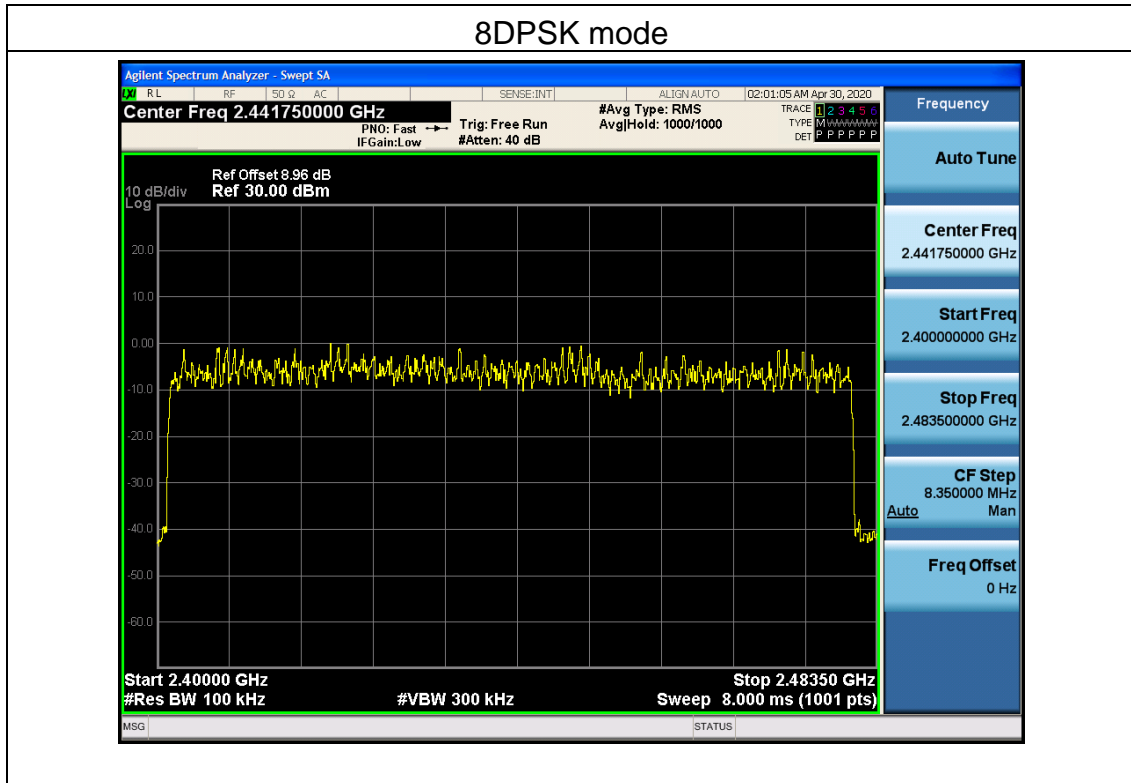 8DPSK mode
Agilent Spectrum Analyzer - Swept SA
LXI RL RF 50 Ω AC SENSE:INT ALIGN AUTO 02:01:05 AM Apr 30, 2020
Center Freq 2.441750000 GHz
PNO: Fast
IFGain:Low
Trig: Free Run
#Atten: 40 dB
#Avg Type: RMS
Avg|Hold: 1000/1000
TRACE 1 2 3 4 5 6
TYPE M WWWWW
DET P P P P P P
Ref Offset 8.96 dB
10 dB/div Ref 30.00 dBm
Log
20.0
10.0
0.00
-10.0
-20.0
-30.0
-40.0
-50.0
-60.0
Start 2.40000 GHz
Stop 2.48350 GHz
#Res BW 100 kHz
#VBW 300 kHz
Sweep 8.000 ms (1001 pts)
MSG
STATUS
Frequency
Auto Tune
Center Freq
2.441750000 GHz
Start Freq
2.400000000 GHz
Stop Freq
2.483500000 GHz
CF Step
8.350000 MHz
Auto Man
Freq Offset
0 Hz